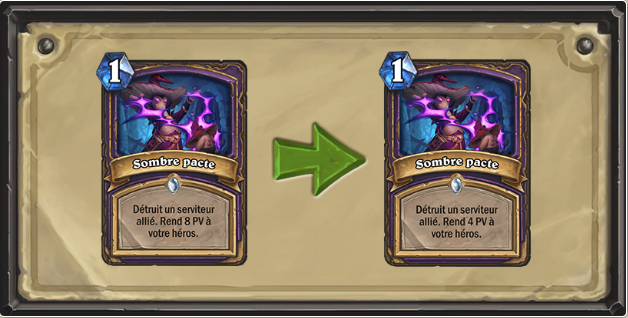 1
Sombre pacte
Détruit un serviteur
allié. Rend 8 PV à
votre héros.
1
Sombre pacte
Détruit un serviteur
allié. Rend 4 PV à
votre héros.